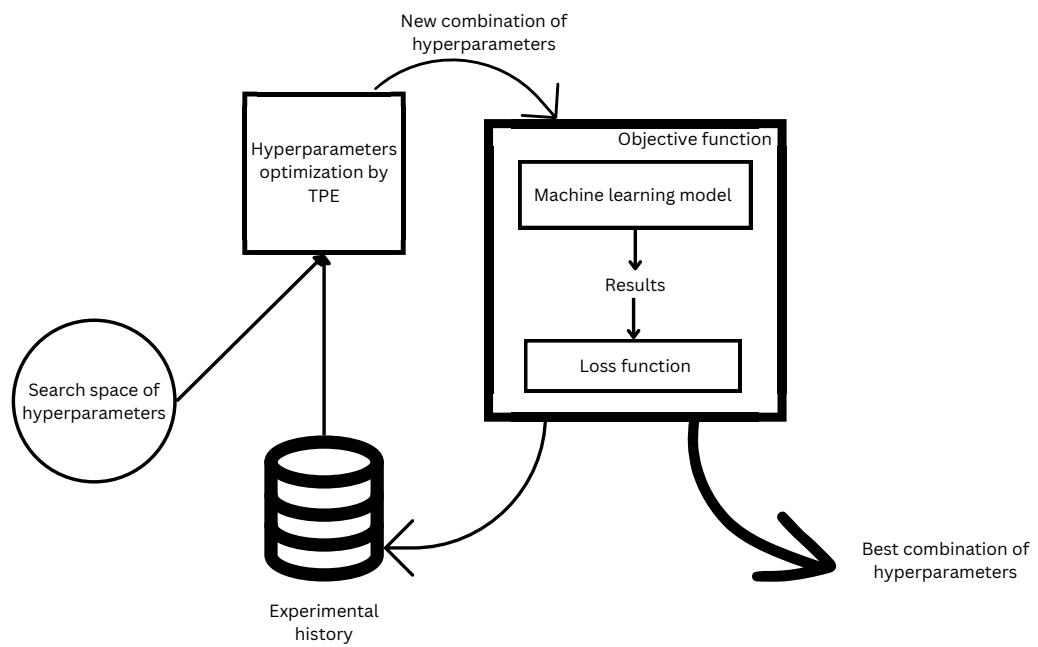 New combination of
hyperparameters
Hyperparameters
optimization by
TPE
Objective function
Machine learning model
Results
Loss function
Search space of
hyperparameters
Experimental
history
Best combination of
hyperparameters